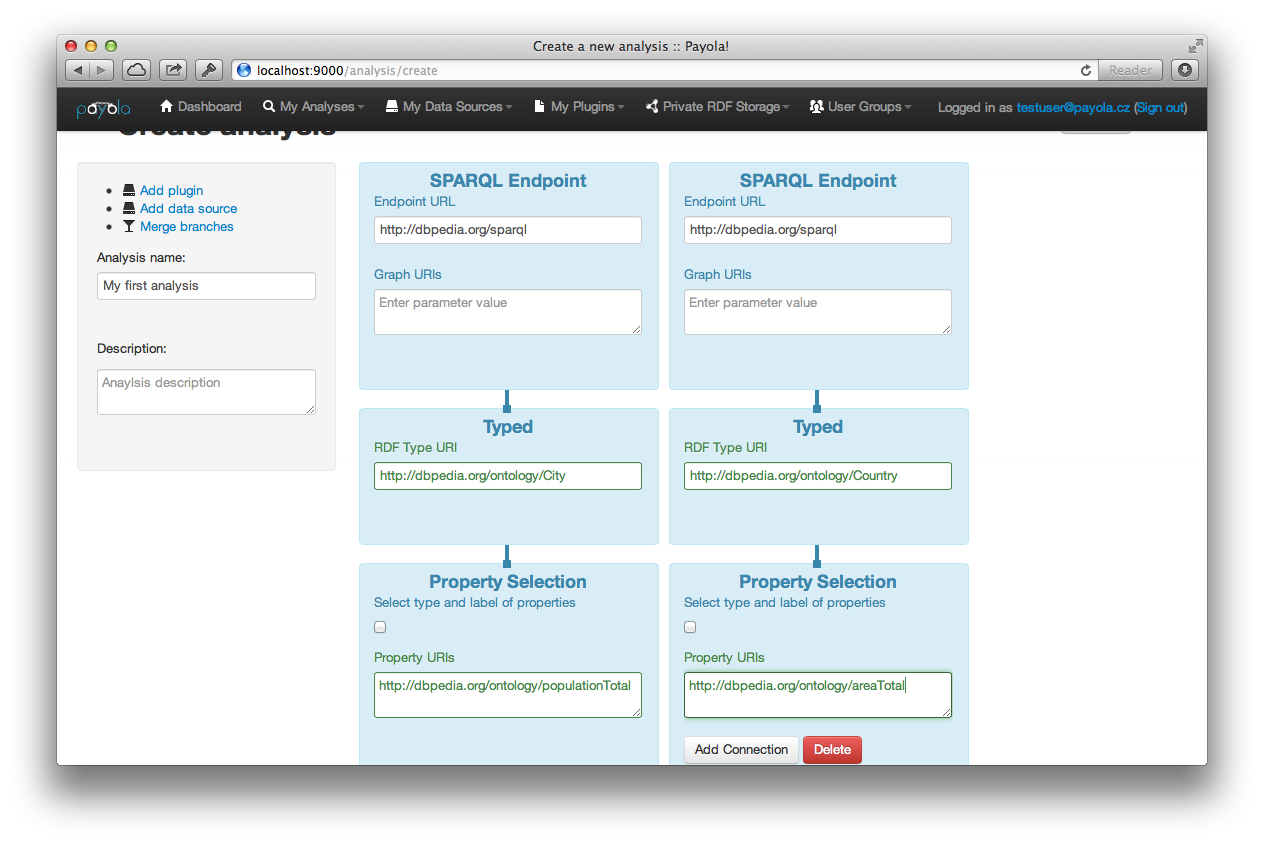 Create a new analysis :: Payola!
localhost:9000/analysis/create
Reader
payola
Dashboard
My Analyses
My Data Sources
My Plugins
Private RDF Storage
User Groups
Logged in as testuser@payola.cz (Sign out)
Create analysis
Add plugin
Add data source
Merge branches
Analysis name:
My first analysis
Description:
Anaylsis description
SPARQL Endpoint
Endpoint URL
http://dbpedia.org/sparql
Graph URIs
Enter parameter value
Typed
RDF Type URI
http://dbpedia.org/ontology/City
Property Selection
Select type and label of properties
Property URIs
http://dbpedia.org/ontology/populationTotal
SPARQL Endpoint
Endpoint URL
http://dbpedia.org/sparql
Graph URIs
Enter parameter value
Typed
RDF Type URI
http://dbpedia.org/ontology/Country
Property Selection
Select type and label of properties
Property URIs
http://dbpedia.org/ontology/areaTotal
Add Connection
Delete